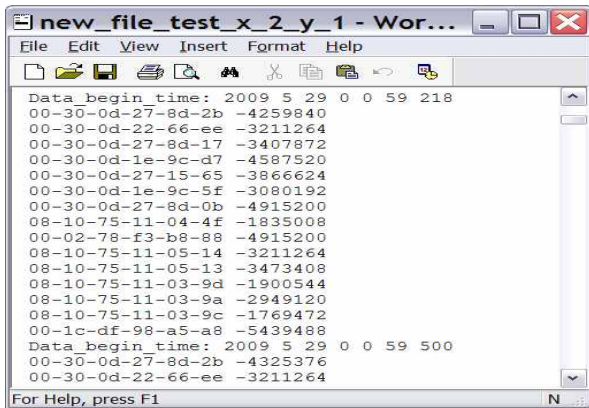 new_file_test_x_2_y_1 - Wor...
File Edit View Insert Format Help
Data_begin_time: 2009 5 29 0 0 59 218
00-30-0d-27-8d-2b -4259840
00-30-0d-22-66-ee -3211264
00-30-0d-27-8d-17 -3407872
00-30-0d-1e-9c-d7 -4587520
00-30-0d-27-15-65 -3866624
00-30-0d-1e-9c-5f -3080192
00-30-0d-27-8d-0b -4915200
08-10-75-11-04-4f -1835008
00-02-78-f3-b8-88 -4915200
08-10-75-11-05-14 -3211264
08-10-75-11-05-13 -3473408
08-10-75-11-03-9d -1900544
08-10-75-11-03-9a -2949120
08-10-75-11-03-9c -1769472
00-1c-df-98-a5-a8 -5439488
Data_begin_time: 2009 5 29 0 0 59 500
00-30-0d-27-8d-2b -4325376
00-30-0d-22-66-ee -3211264
For Help, press F1 N